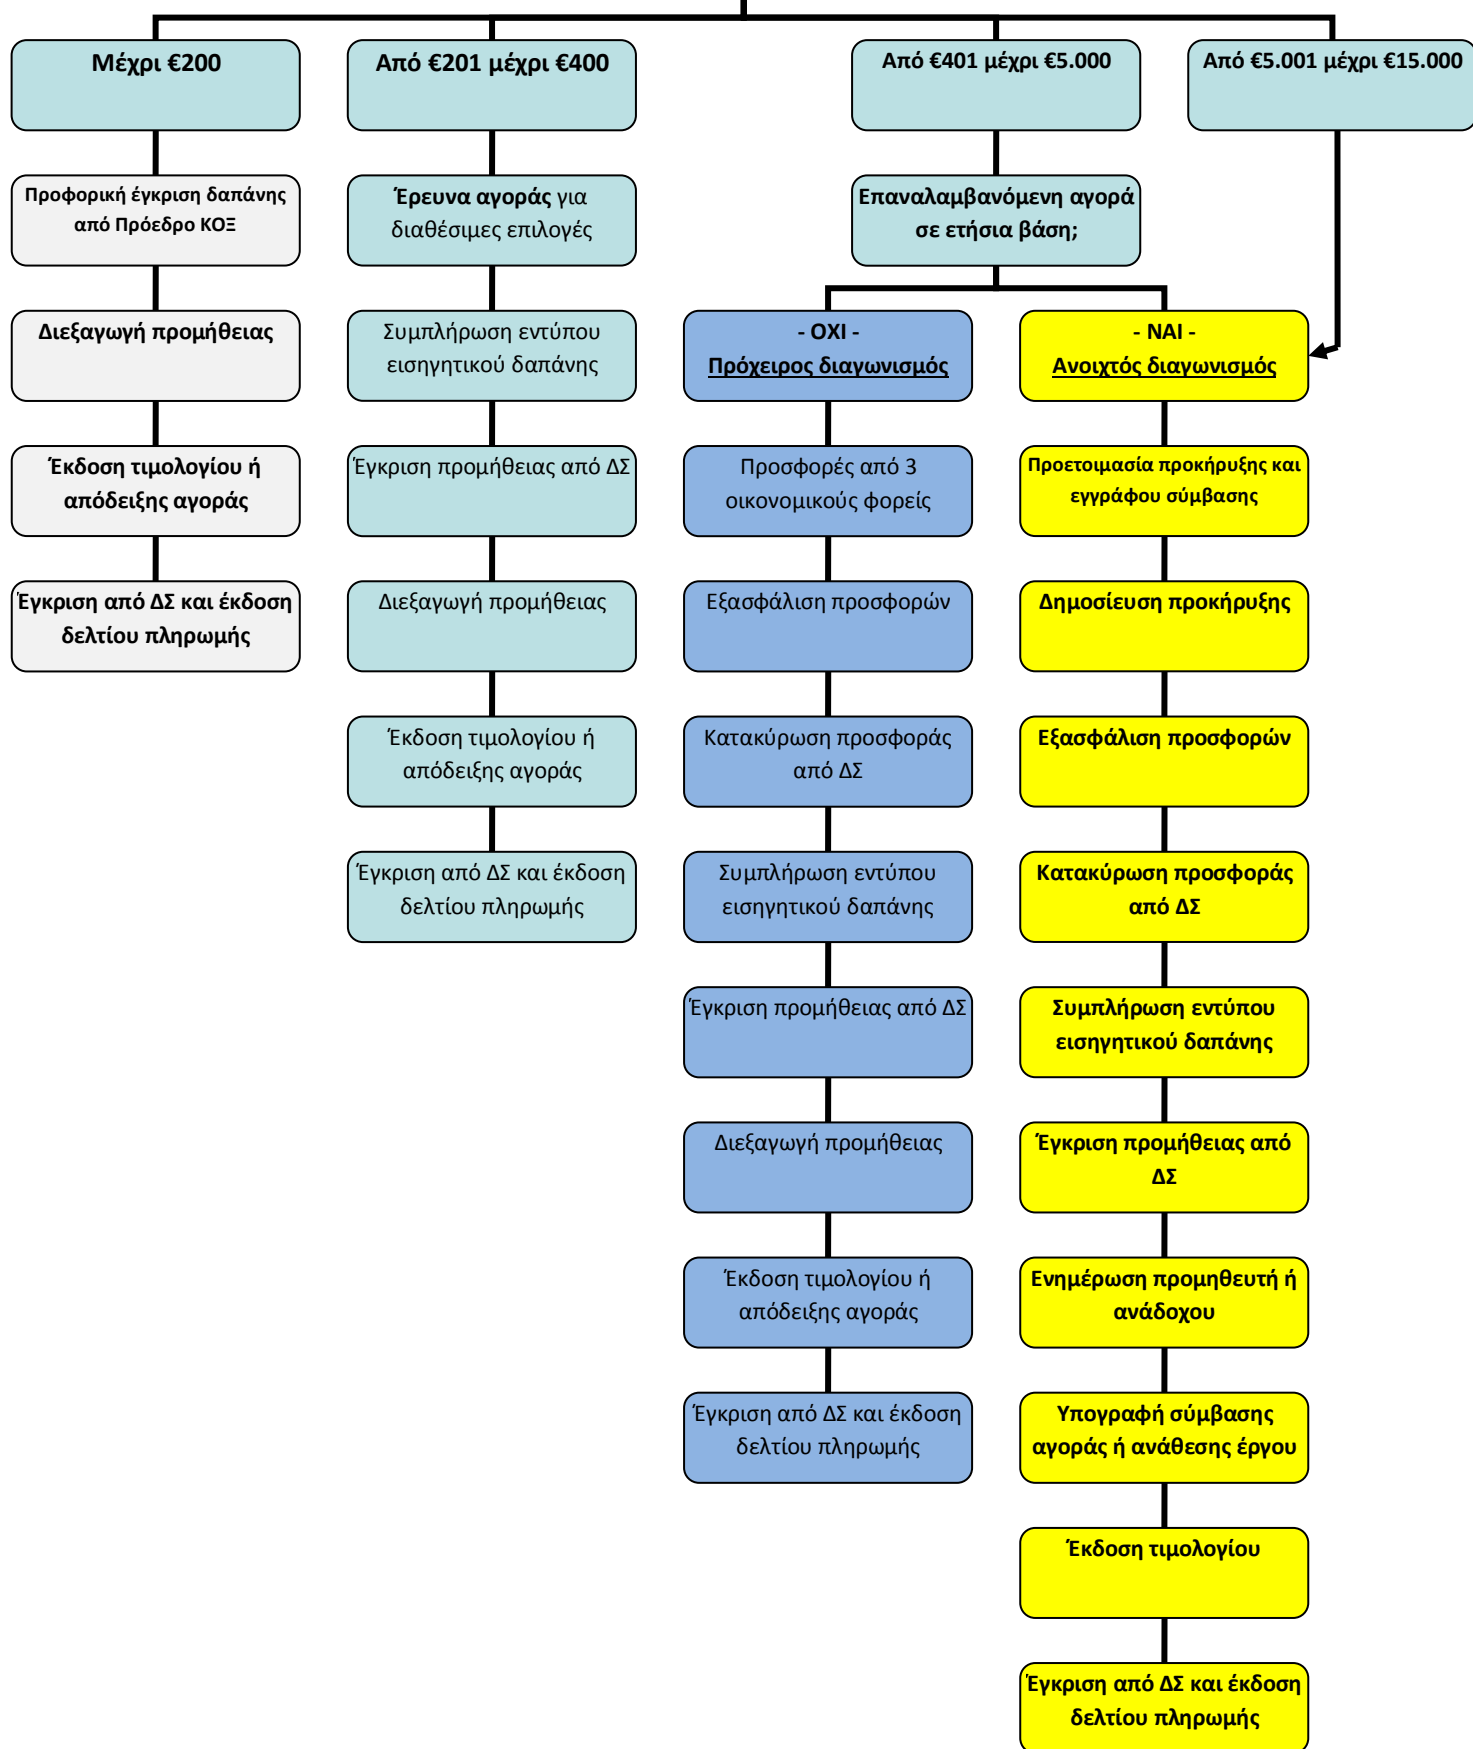 Μέχρι €200
Από €201 μέχρι €400
Από €401 μέχρι €5.000
Από €5.001 μέχρι €15.000
Προφορική έγκριση δαπάνης
από Πρόεδρο ΚΟΞ
Διεξαγωγή προμήθειας
Έκδοση τιμολογίου ή
απόδειξης αγοράς
Έγκριση από ΔΣ και έκδοση
δελτίου πληρωμής
Έρευνα αγοράς για
διαθέσιμες επιλογές
Συμπλήρωση εντύπου
εισηγητικού δαπάνης
Έγκριση προμήθειας από ΔΣ
Διεξαγωγή προμήθειας
Έκδοση τιμολογίου ή
απόδειξης αγοράς
Έγκριση από ΔΣ και έκδοση
δελτίου πληρωμής
Επαναλαμβανόμενη αγορά
σε ετήσια βάση;
- ΟΧΙ -
Πρόχειρος διαγωνισμός
Προσφορές από 3
οικονομικούς φορείς
Εξασφάλιση προσφορών
Κατακύρωση προσφοράς
από ΔΣ
Συμπλήρωση εντύπου
εισηγητικού δαπάνης
Έγκριση προμήθειας από ΔΣ
Διεξαγωγή προμήθειας
Έκδοση τιμολογίου ή
απόδειξης αγοράς
Έγκριση από ΔΣ και έκδοση
δελτίου πληρωμής
- ΝΑΙ -
Ανοιχτός διαγωνισμός
Προετοιμασία προκήρυξης και
εγγράφου σύμβασης
Δημοσίευση προκήρυξης
Εξασφάλιση προσφορών
Κατακύρωση προσφοράς
από ΔΣ
Συμπλήρωση εντύπου
εισηγητικού δαπάνης
Έγκριση προμήθειας από
ΔΣ
Ενημέρωση προμηθευτή ή
ανάδοχου
Υπογραφή σύμβασης
αγοράς ή ανάθεσης έργου
Έκδοση τιμολογίου
Έγκριση από ΔΣ και έκδοση
δελτίου πληρωμής